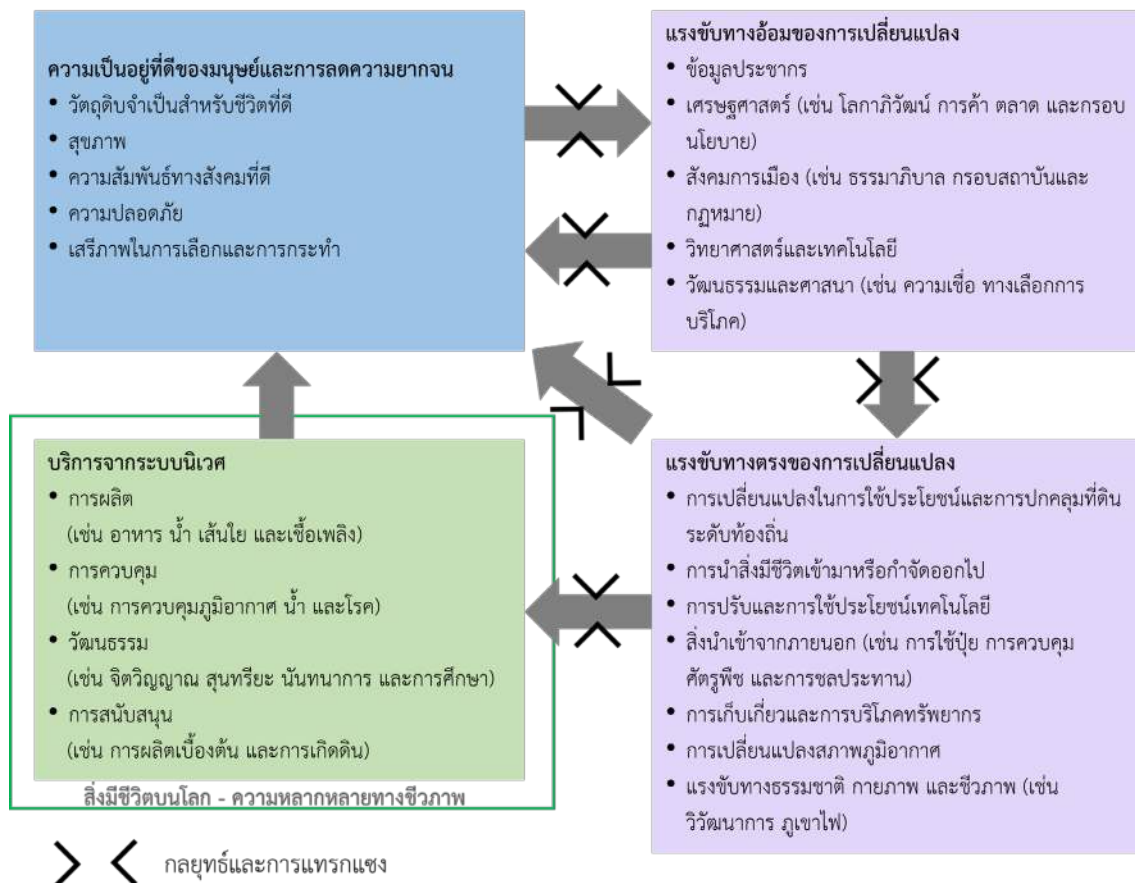 ความเป็นอยู่ที่ดีของมนุษย์และการลดความยากจน
• วัตถุดิบจำเป็นสำหรับชีวิตที่ดี
• สุขภาพ
• ความสัมพันธ์ทางสังคมที่ดี
• ความปลอดภัย
• เสรีภาพในการเลือกและการกระทำ
แรงขับทางอ้อมของการเปลี่ยนแปลง
• ข้อมูลประชากร
• เศรษฐศาสตร์ (เช่น โลกาภิวัฒน์ การค้า ตลาด และกรอบ
นโยบาย)
• สังคมการเมือง (เช่น ธรรมาภิบาล กรอบสถาบันและ
กฎหมาย)
• วิทยาศาสตร์และเทคโนโลยี
• วัฒนธรรมและศาสนา (เช่น ความเชื่อ ทางเลือกการ
บริโภค)
บริการจากระบบนิเวศ
• การผลิต
(เช่น อาหาร น้ำ เส้นใย และเชื้อเพลิง)
• การควบคุม
(เช่น การควบคุมภูมิอากาศ น้ำ และโรค)
• วัฒนธรรม
(เช่น จิตวิญญาณ สุนทรียะ นันทนาการ และการศึกษา)
• การสนับสนุน
(เช่น การผลิตเบื้องต้น และการเกิดดิน)
สิ่งมีชีวิตบนโลก - ความหลากหลายทางชีวภาพ
แรงขับทางตรงของการเปลี่ยนแปลง
• การเปลี่ยนแปลงในการใช้ประโยชน์และการปกคลุมที่ดิน
ระดับท้องถิ่น
• การนำสิ่งมีชีวิตเข้ามาหรือกำจัดออกไป
• การปรับและการใช้ประโยชน์เทคโนโลยี
• สิ่งนำเข้าจากภายนอก (เช่น การใช้ปุ๋ย การควบคุม
ศัตรูพืช และการชลประทาน)
• การเก็บเกี่ยวและการบริโภคทรัพยากร
• การเปลี่ยนแปลงสภาพภูมิอากาศ
• แรงขับทางธรรมชาติ กายภาพ และชีวภาพ (เช่น
วิวัฒนาการ ภูเขาไฟ)
กลยุทธ์และการแทรกแซง